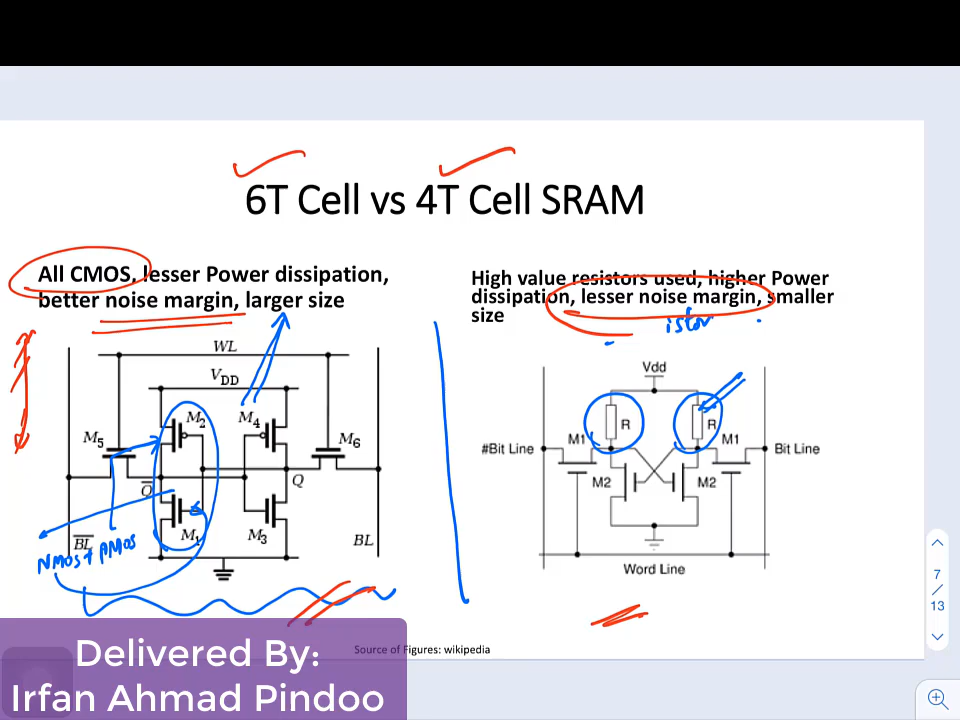 6T Cell vs 4T Cell SRAM
All CMOS, lesser Power dissipation,
better noise margin, larger size
High value resistors used, higher Power
dissipation, lesser noise margin, smaller
size
istor
WL
VDD
M2
M4
M5
M6
Q
Q
M1
M3
BL
BL
NMOS + PMOS
Vdd
R
R
M1
M1
#Bit Line
Bit Line
M2
M2
Word Line
7
/
13
Delivered By:
Irfan Ahmad Pindoo
Source of Figures: wikipedia